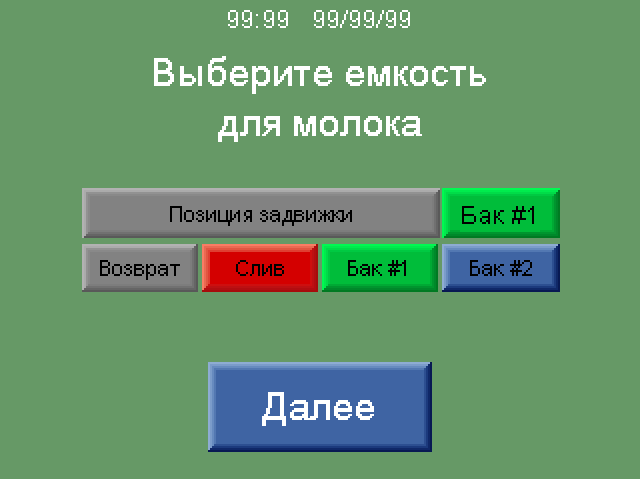 99:99 99/99/99
Выберите емкость
для молока
Позиция задвижки Бак #1
Возврат Слив Бак #1 Бак #2
Далее